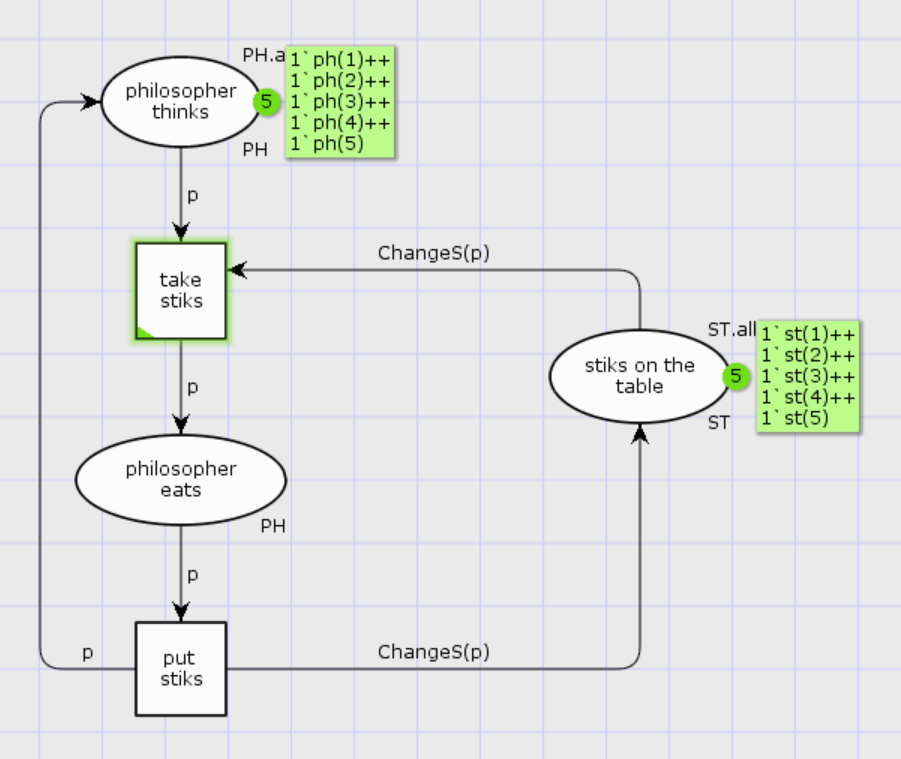 PH.a
1`ph(1)++
1`ph(2)++
1`ph(3)++
1`ph(4)++
1`ph(5)
philosopher
thinks
5
PH
p
take
stiks
ChangeS(p)
ST.all
1`st(1)++
1`st(2)++
1`st(3)++
1`st(4)++
1`st(5)
stiks on the
table
5
ST
p
philosopher
eats
PH
p
put
stiks
p
ChangeS(p)